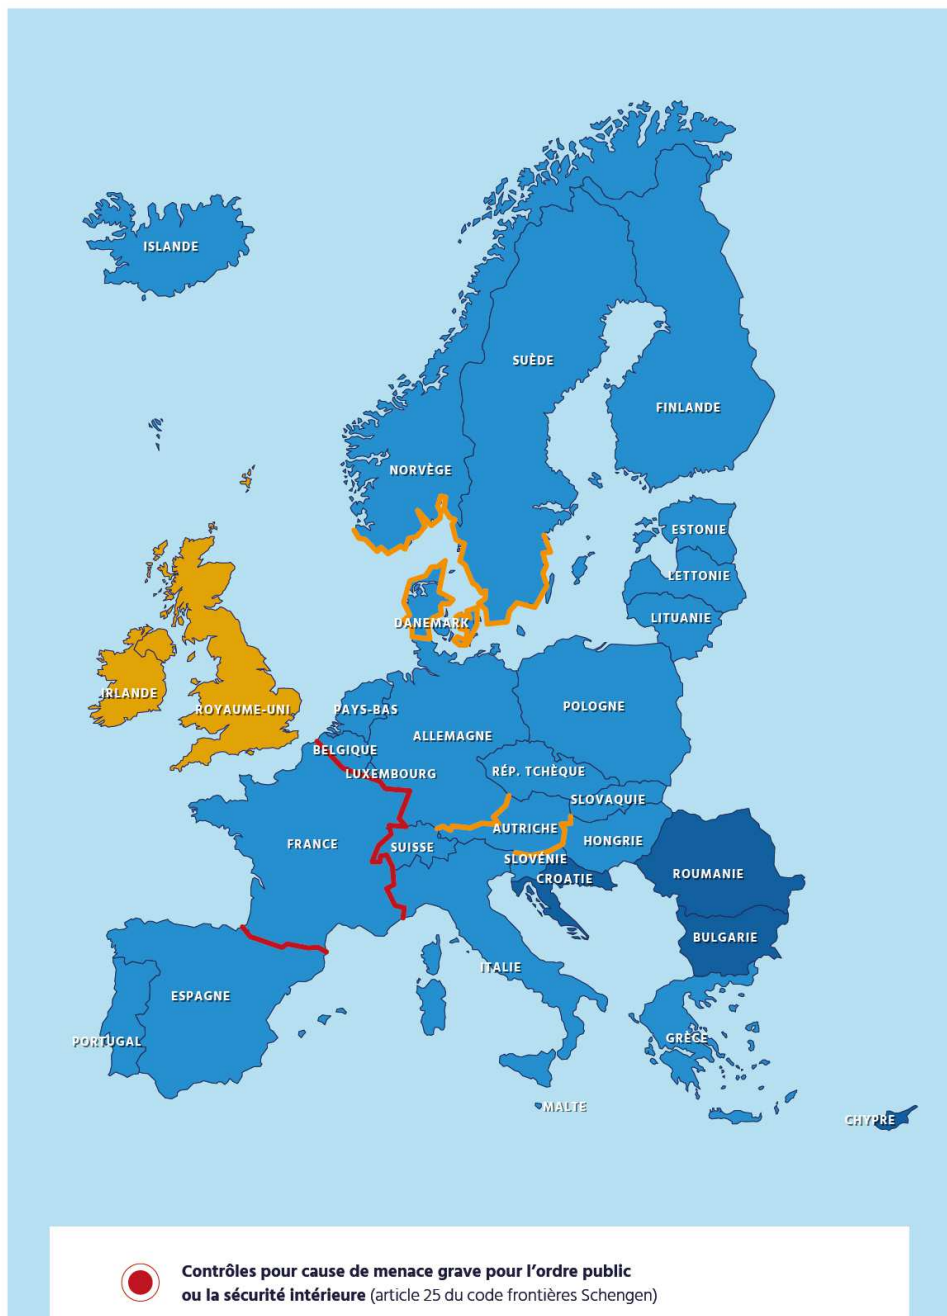 ISLANDE
SUÈDE
FINLANDE
NORVÈGE
ESTONIE
LETTONIE
LITUANIE
DANEMARK
IRLANDE
ROYAUME-UNI
PAYS-BAS
POLOGNE
ALLEMAGNE
BELGIQUE
LUXEMBOURG
RÉP. TCHÈQUE
SLOVAQUIE
AUTRICHE
FRANCE
SUISSE
HONGRIE
SLOVÉNIE
CROATIE
ROUMANIE
BULGARIE
ITALIE
ESPAGNE
PORTUGAL
GRÈCE
MALTE
CHYPRE
Contrôles pour cause de menace grave pour l’ordre public
ou la sécurité intérieure (article 25 du code frontières Schengen)